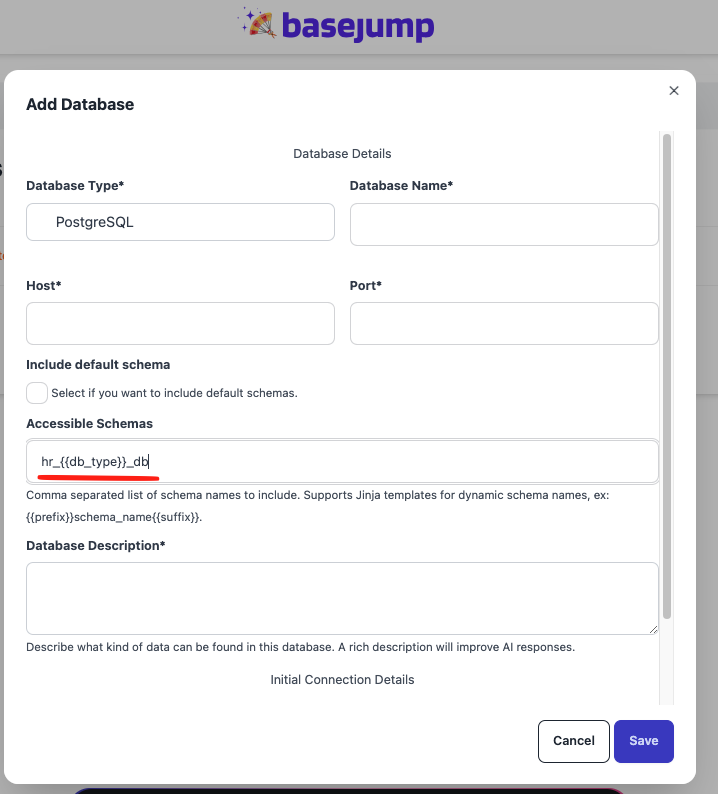 basejump
Add Database
Database Details
Database Type*
Database Name*
PostgreSQL
Host*
Port*
Include default schema
Select if you want to include default schemas.
Accessible Schemas
hr_{{db_type}}_db
Comma separated list of schema names to include. Supports Jinja templates for dynamic schema names, ex:
{{prefix}}schema_name{{suffix}}.
Database Description*
Describe what kind of data can be found in this database. A rich description will improve AI responses.
Initial Connection Details
Cancel
Save